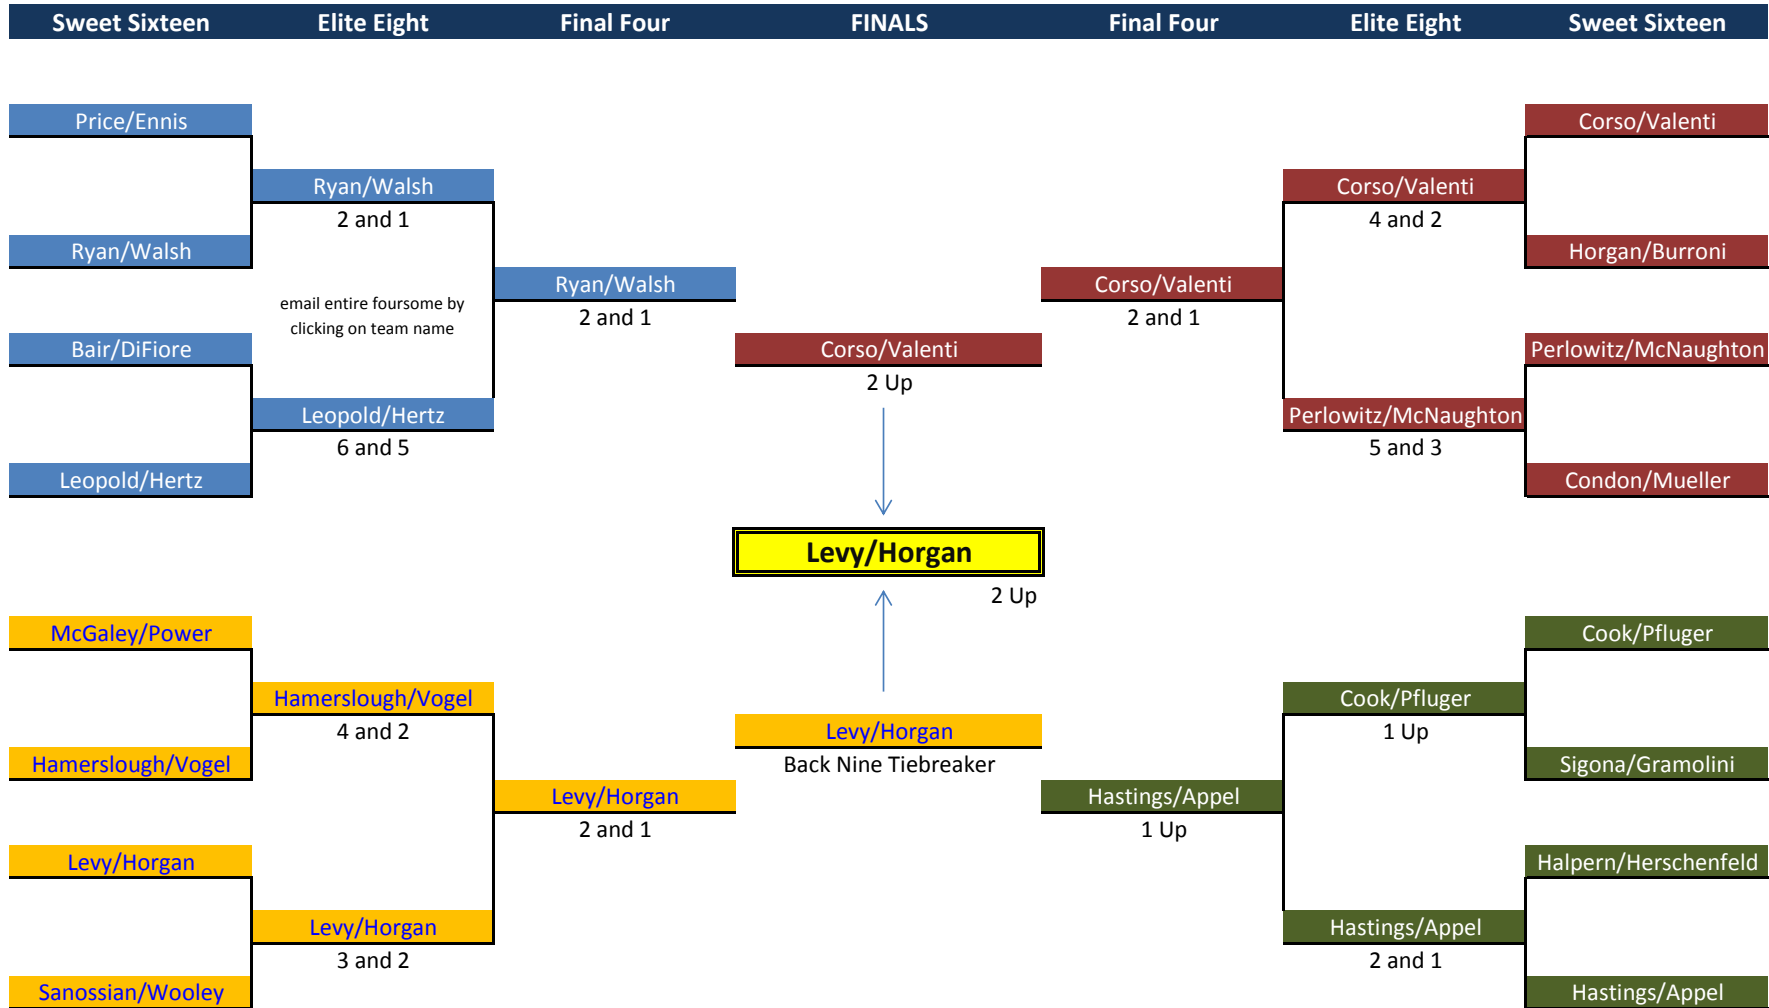 Sweet Sixteen Elite Eight Final Four FINALS Final Four Elite Eight Sweet Sixteen
Price/Ennis Corso/Valenti
Ryan/Walsh Corso/Valenti
2 and 1 4 and 2
Ryan/Walsh Horgan/Burroni
Ryan/Walsh Corso/Valenti
email entire foursome by
clicking on team name
2 and 1 2 and 1
Bair/DiFiore Corso/Valenti Perlowitz/McNaughton
2 Up
Leopold/Hertz Perlowitz/McNaughton
6 and 5 5 and 3
Leopold/Hertz Condon/Mueller
Levy/Horgan
2 Up
McGaley/Power Cook/Pfluger
Hamerslough/Vogel Cook/Pfluger
4 and 2 Levy/Horgan 1 Up
Hamerslough/Vogel Back Nine Tiebreaker Sigona/Gramolini
Levy/Horgan Hastings/Appel
2 and 1 1 Up
Levy/Horgan Halpern/Herschenfeld
Levy/Horgan Hastings/Appel
3 and 2 2 and 1
Sanossian/Wooley Hastings/Appel